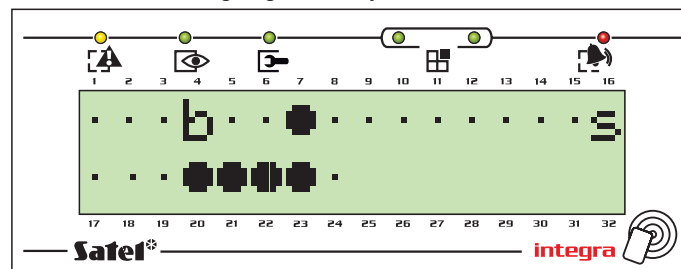 1 2 3 4 5 6 7 8 9 10 11 12 13 14 15 16
· · · b · · ● · · · · · · · · s
· · · ● ● ● ● ·
17 18 19 20 21 22 23 24 25 26 27 28 29 30 31 32
Satel* integra